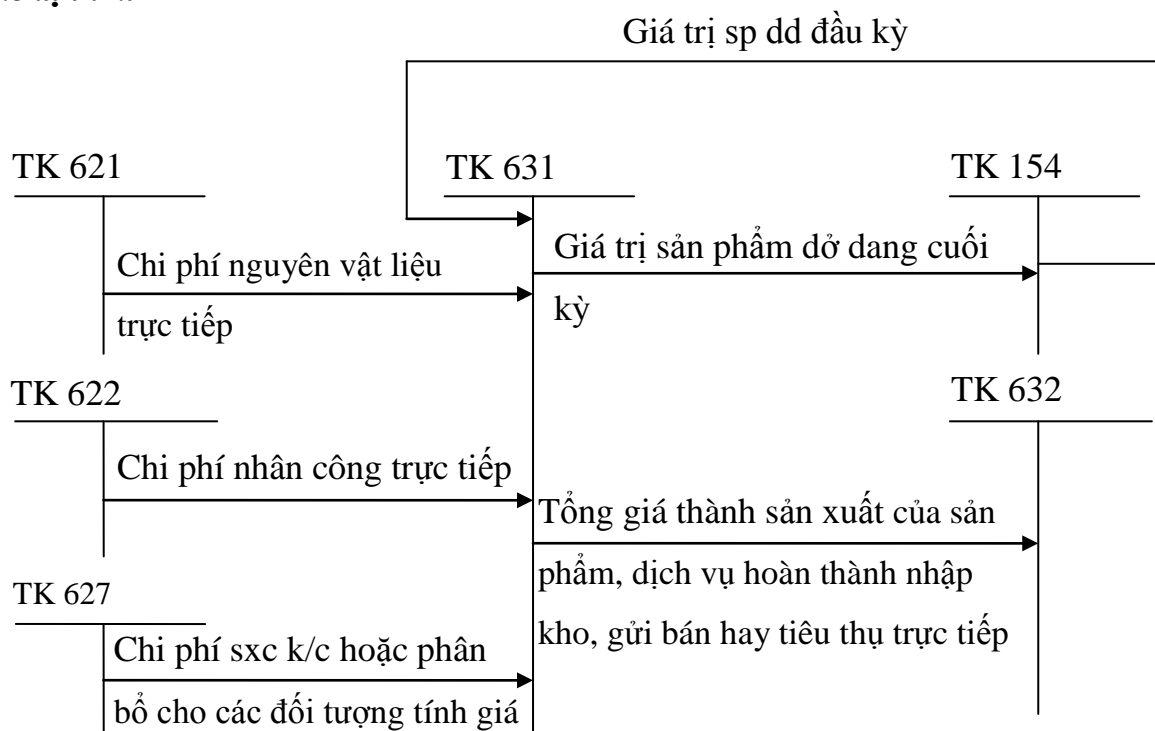 Giá trị sp dd đầu kỳ
TK 621
TK 631
TK 154
Chi phí nguyên vật liệu
trực tiếp
Giá trị sản phẩm dở dang cuối
kỳ
TK 622
TK 632
Chi phí nhân công trực tiếp
Tổng giá thành sản xuất của sản
phẩm, dịch vụ hoàn thành nhập
kho, gửi bán hay tiêu thụ trực tiếp
TK 627
Chi phí sxc k/c hoặc phân
bổ cho các đối tượng tính giá